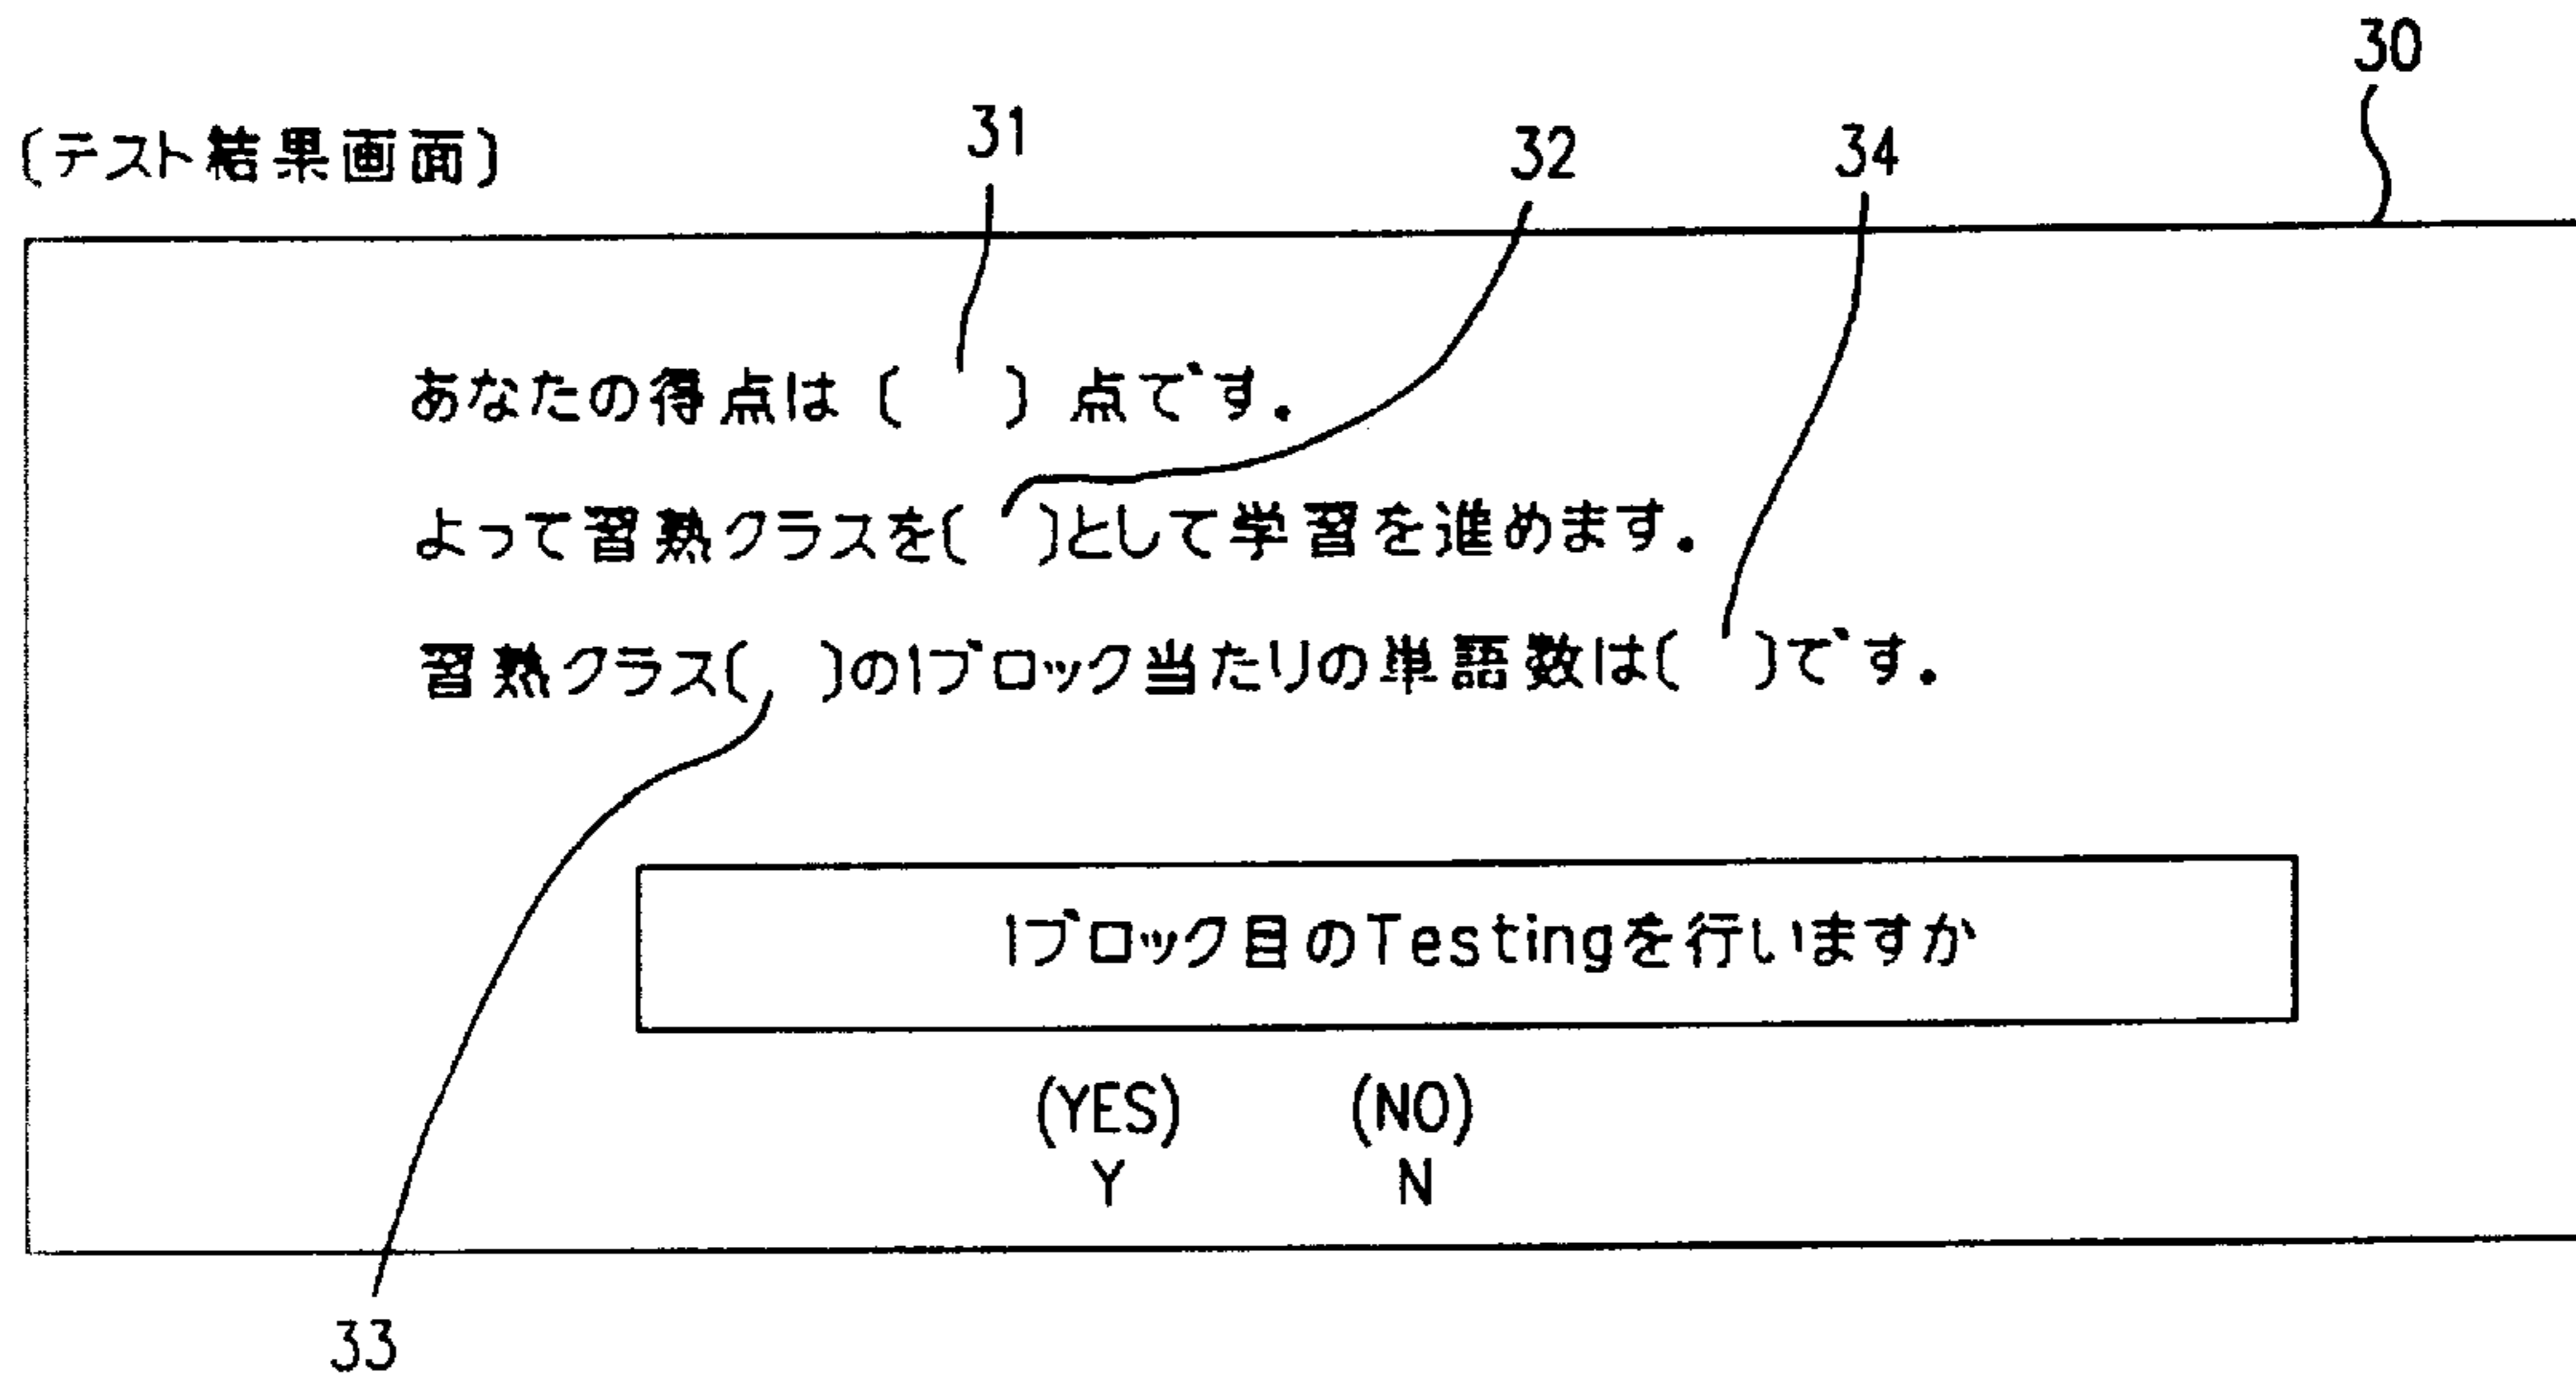 30
31
32
34
〔テスト結果画面〕
あなたの得点は〔　〕点です.
よって習熟クラスを〔　〕として学習を進めます.
習熟クラス〔　〕の1ブロック当たりの単語数は〔　〕です.
1ブロック目のTestingを行いますか
(YES) (NO)
Y N
33